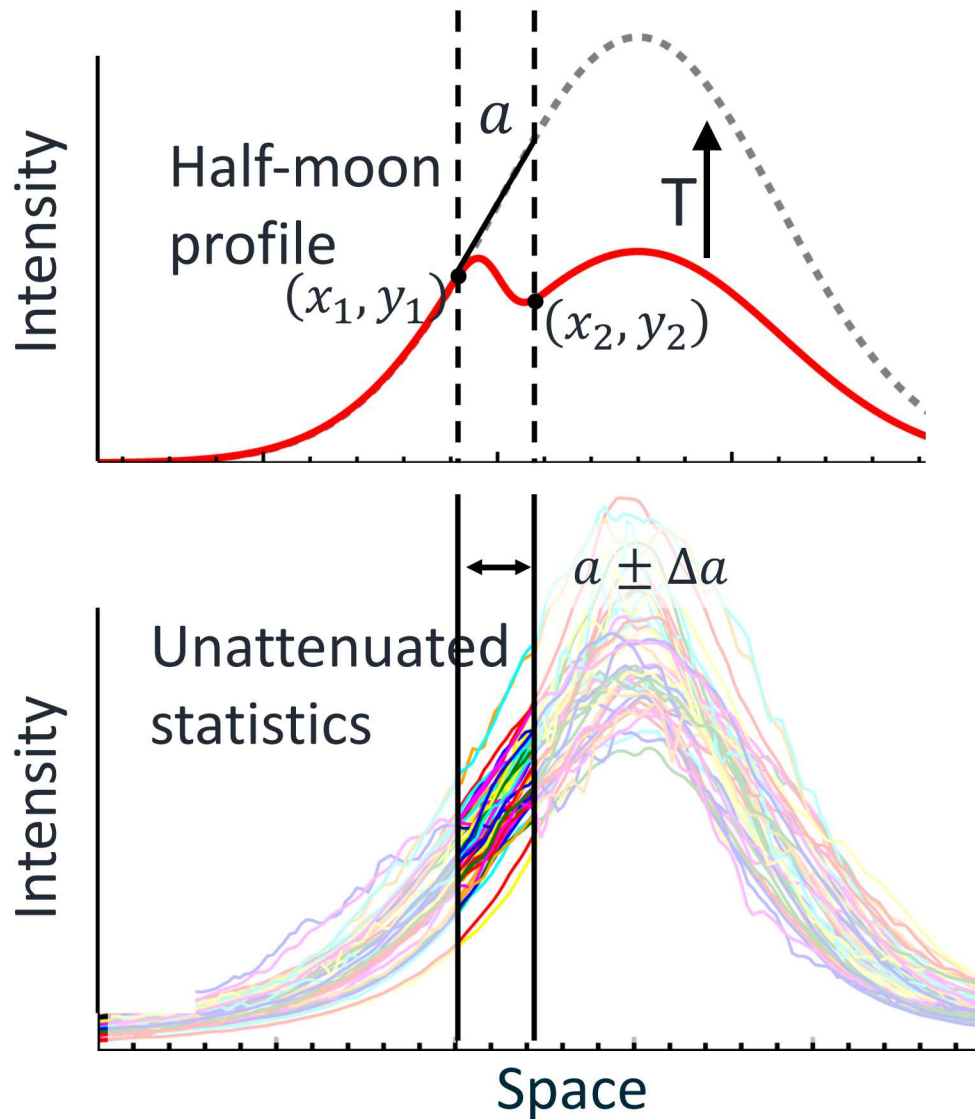 Intensity
Half-moon
profile
a
T
(x₁, y₁)
(x₂, y₂)
Intensity
Unattenuated
statistics
a ± Δa
Space